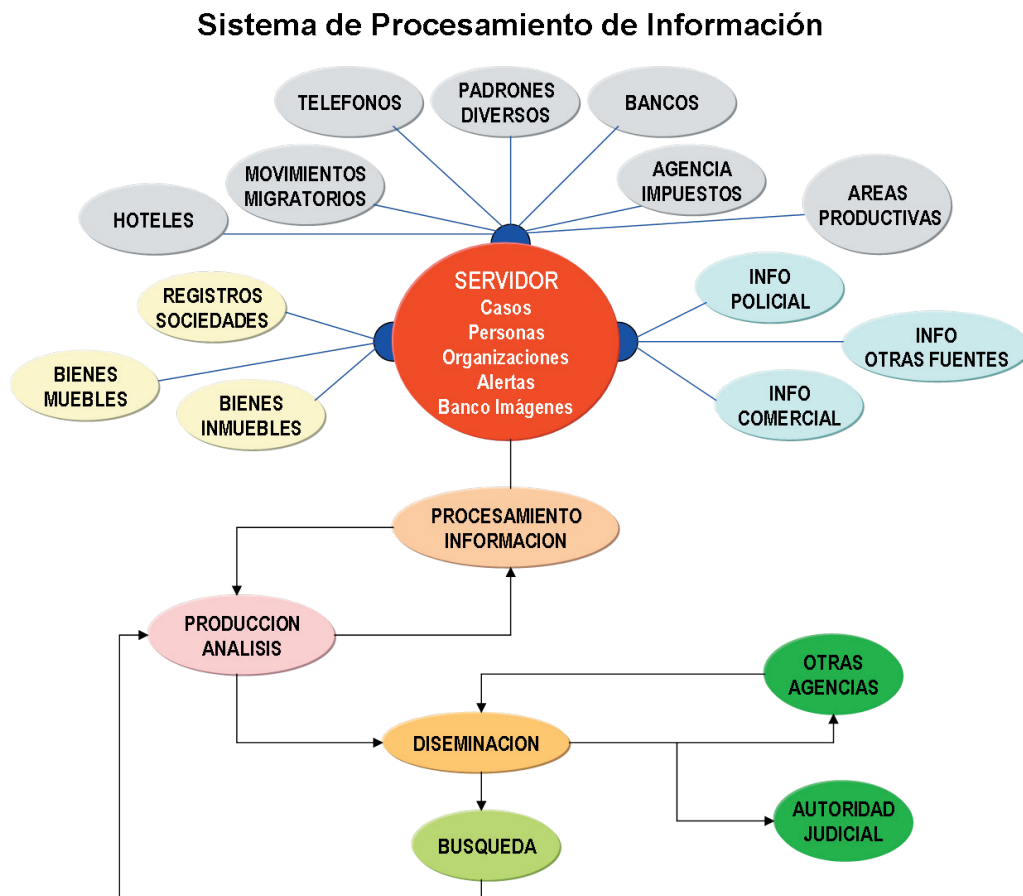 Sistema de Procesamiento de Información
TELEFONOS
PADRONES
DIVERSOS
BANCOS
MOVIMIENTOS
MIGRATORIOS
AGENCIA
IMPUESTOS
HOTELES
AREAS
PRODUCTIVAS
SERVIDOR
Casos
Personas
Organizaciones
Alertas
Banco Imágenes
REGISTROS
SOCIEDADES
BIENES
MUEBLES
BIENES
INMUEBLES
INFO
POLICIAL
INFO
OTRAS FUENTES
INFO
COMERCIAL
PROCESAMIENTO
INFORMACION
PRODUCCION
ANALISIS
OTRAS
AGENCIAS
DISEMINACION
AUTORIDAD
JUDICIAL
BUSQUEDA